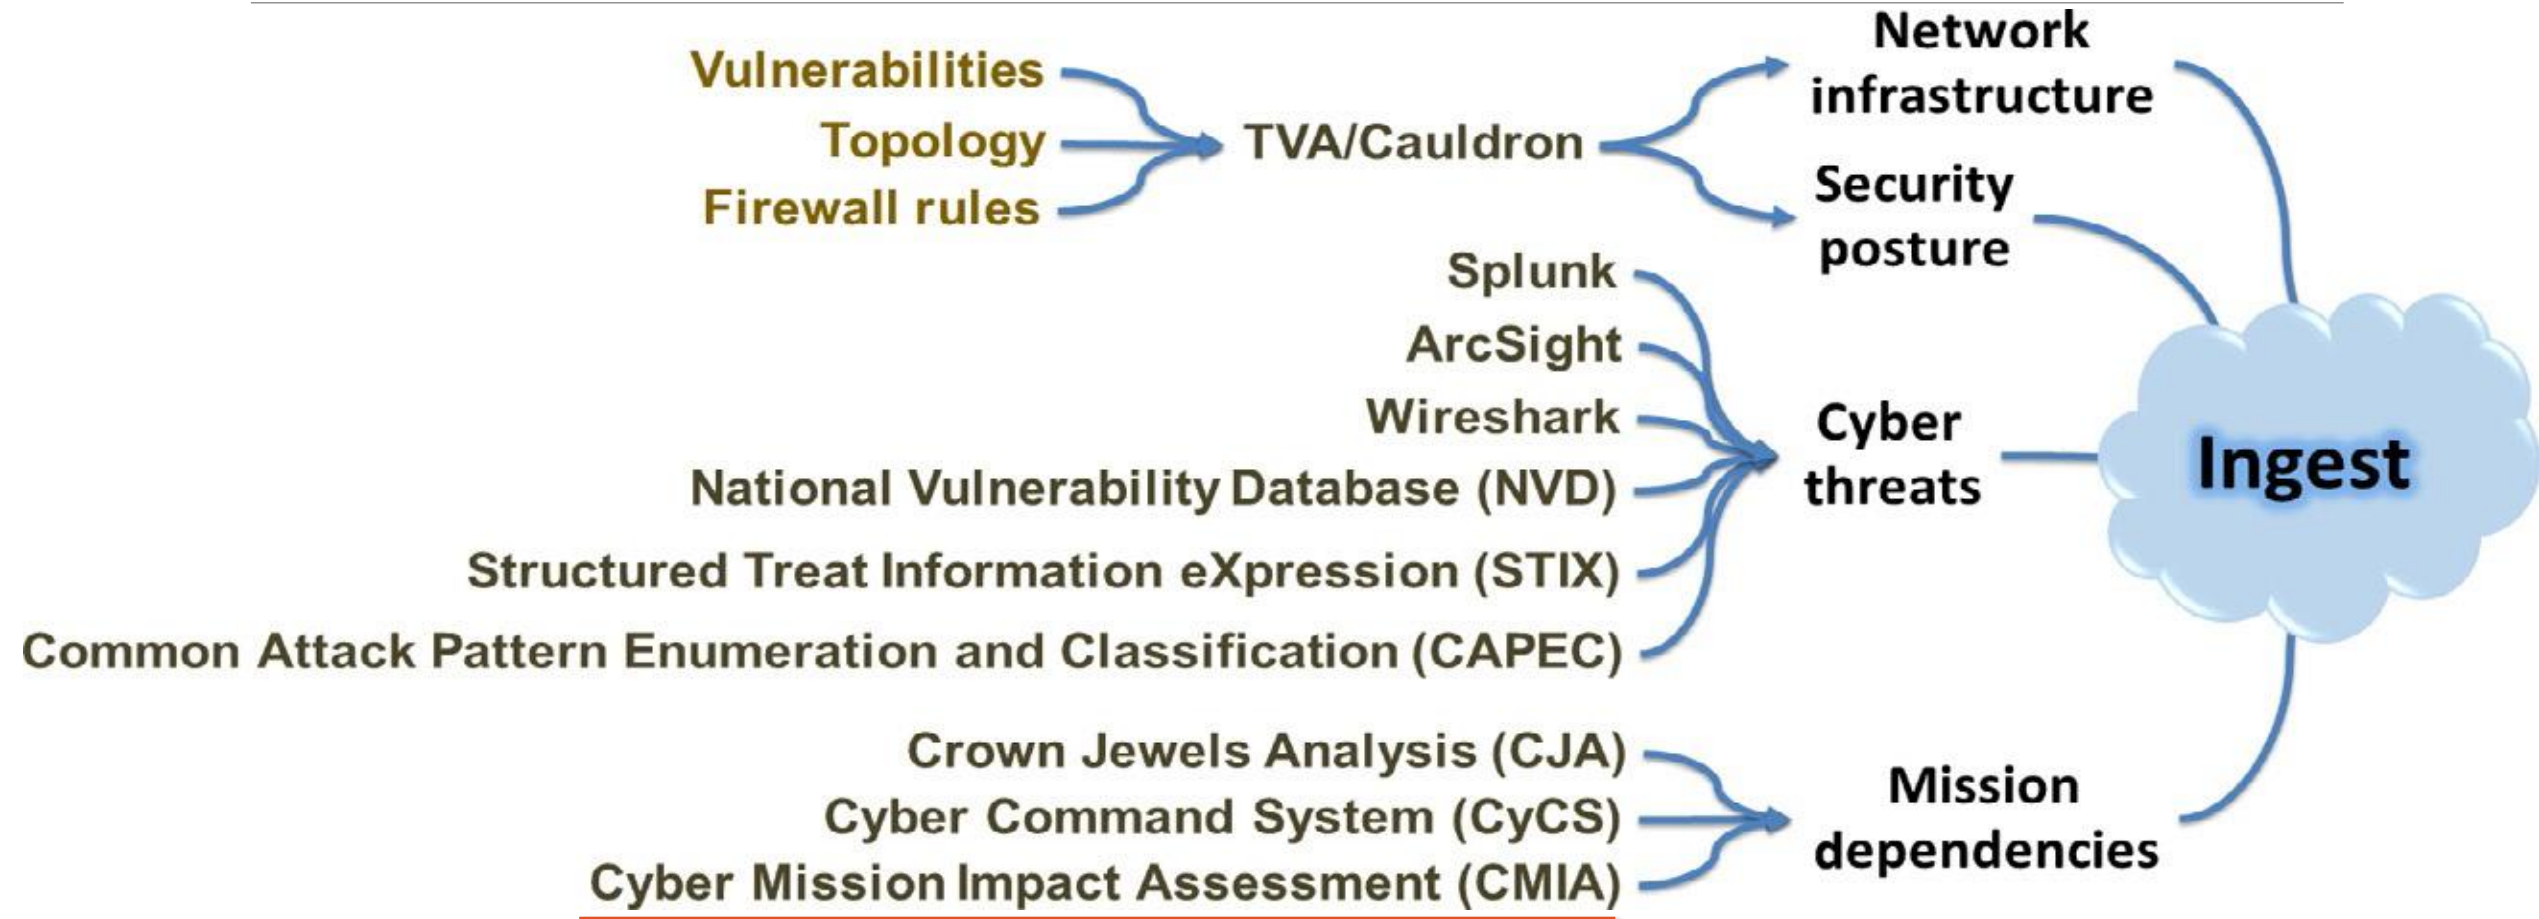 Vulnerabilities
Topology
Firewall rules
TVA/Cauldron
Network
infrastructure
Security
posture
Splunk
ArcSight
Wireshark
National Vulnerability Database (NVD)
Structured Treat Information eXpression (STIX)
Common Attack Pattern Enumeration and Classification (CAPEC)
Cyber
threats
Crown Jewels Analysis (CJA)
Cyber Command System (CyCS)
Cyber Mission Impact Assessment (CMIA)
Mission
dependencies
Ingest